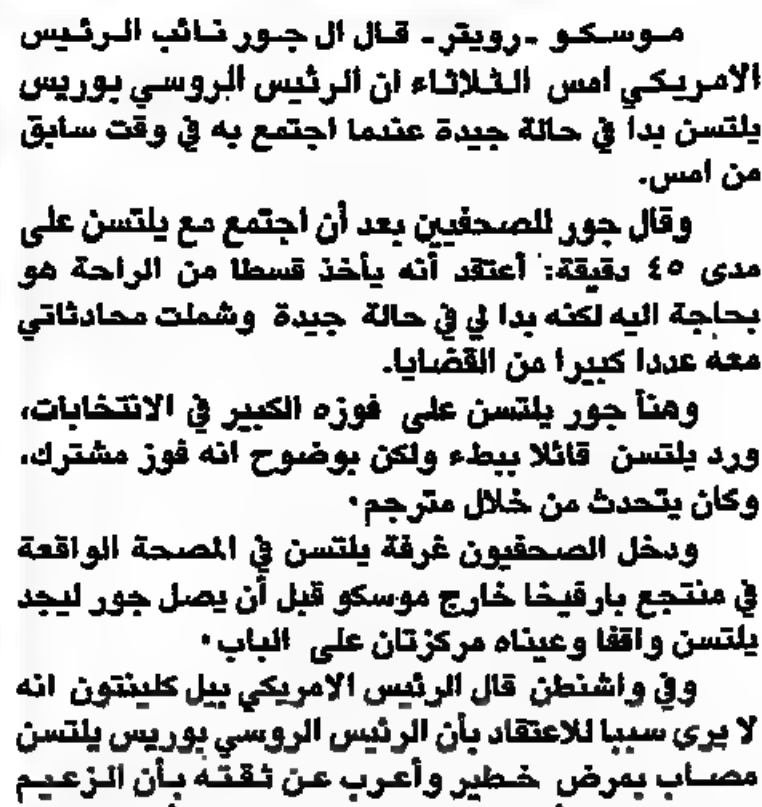 موسكو -رويتر- قال ال جور نائب الرئيس
الامريكي امس الثلاثاء ان الرئيس الروسي بوريس
يلتسن بدا في حالة جيدة عندما اجتمع به في وقت سابق
من امس.
وقال جور للصحفيين بعد أن اجتمع مع يلتسن على
مدى ٤٥ دقيقة: أعتقد أنه يأخذ قسطا من الراحة هو
بحاجة اليه لكنه بدا لي في حالة جيدة وشملت محادثاتي
معه عددا كبيرا من القضايا.
وهنأ جور يلتسن على فوزه الكبير في الانتخابات،
ورد يلتسن قائلا ببطء ولكن بوضوح انه فوز مشترك،
وكان يتحدث من خلال مترجم٠
ودخل الصحفيون غرفة يلتسن في المصحة الواقعة
في منتجع بارفيخا خارج موسكو قبل أن يصل جور ليجد
يلتسن واقفا وعيناه مركزتان على الباب٠
وفي واشنطن قال الرئيس الامريكي بيل كلينتون انه
لا يرى سببا للاعتقاد بأن الرئيس الروسي بوريس يلتسن
مصاب بمرض خطير وأعرب عن ثقته بأن الزعيم